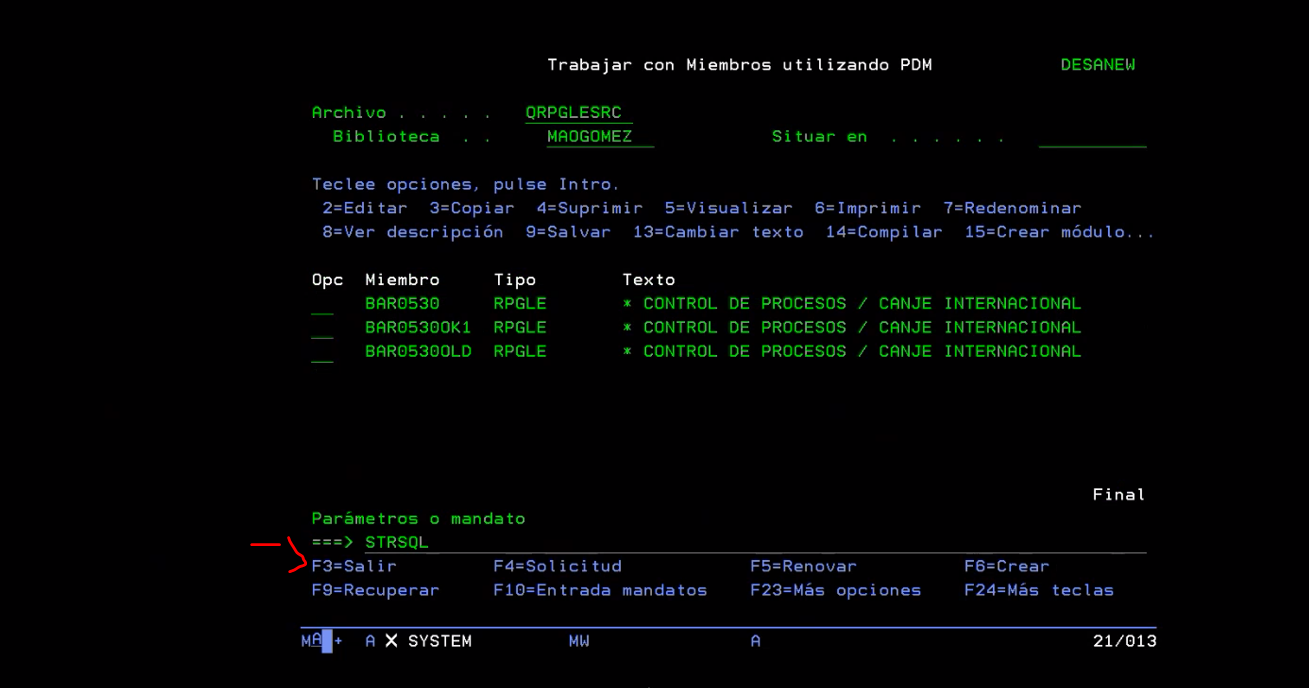 Trabajar con Miembros utilizando PDM DESANEW
Archivo . . . . . QRPGLESRC
Biblioteca . . MAOGOMEZ Situar en . . . . . .
Teclee opciones, pulse Intro.
2=Editar 3=Copiar 4=Suprimir 5=Visualizar 6=Imprimir 7=Redenominar
8=Ver descripción 9=Salvar 13=Cambiar texto 14=Compilar 15=Crear módulo...
Opc Miembro Tipo Texto
BAR0530 RPGLE * CONTROL DE PROCESOS / CANJE INTERNACIONAL
BAR0530OK1 RPGLE * CONTROL DE PROCESOS / CANJE INTERNACIONAL
BAR0530OLD RPGLE * CONTROL DE PROCESOS / CANJE INTERNACIONAL
Final
Parámetros o mandato
===> STRSQL
F3=Salir F4=Solicitud F5=Renovar F6=Crear
F9=Recuperar F10=Entrada mandatos F23=Más opciones F24=Más teclas
MA + A X SYSTEM MW A 21/013